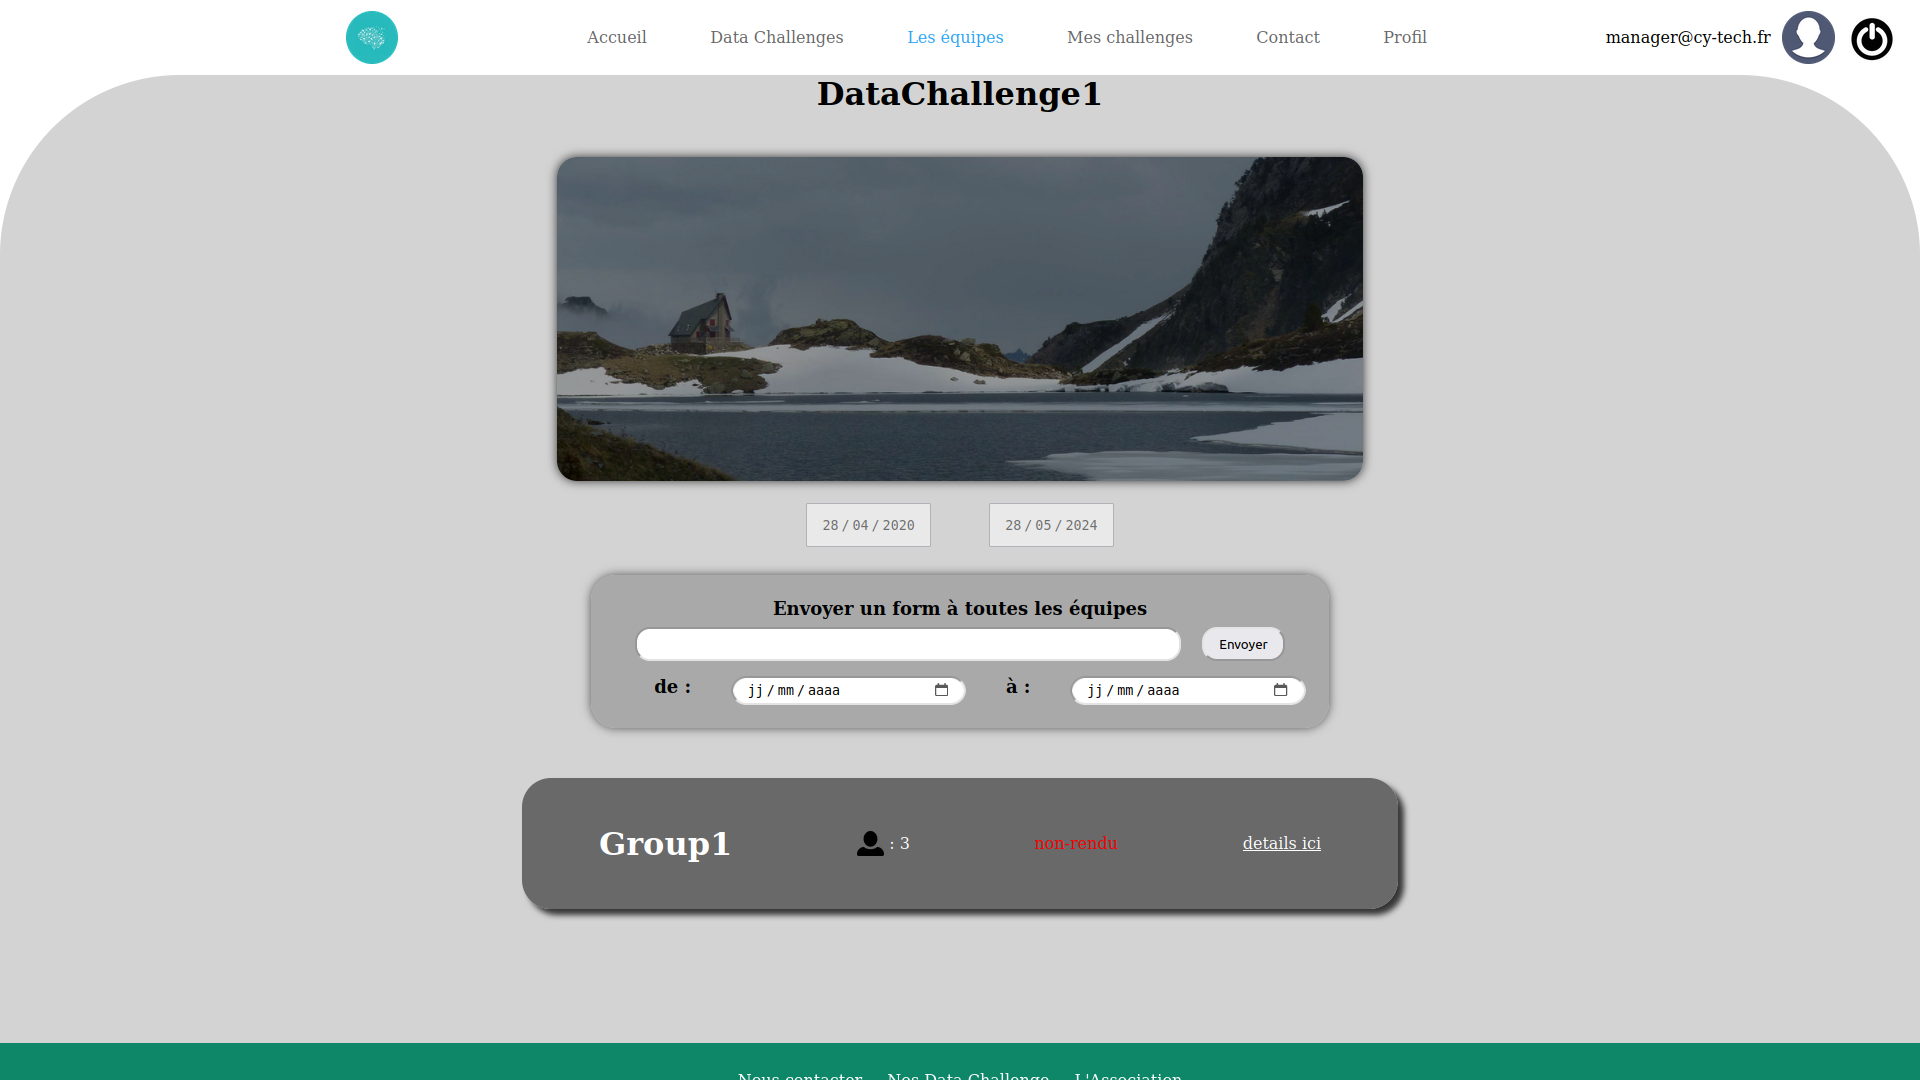 Accueil Data Challenges Les équipes Mes challenges Contact Profil manager@cy-tech.fr
DataChallenge1
28/04/2020 28/05/2024
Envoyer un form à toutes les équipes
Envoyer
de : jj/mm/aaaa à : jj/mm/aaaa
Group1 : 3 non-rendu details ici
Nous contacter Nos Data Challenge L'Association